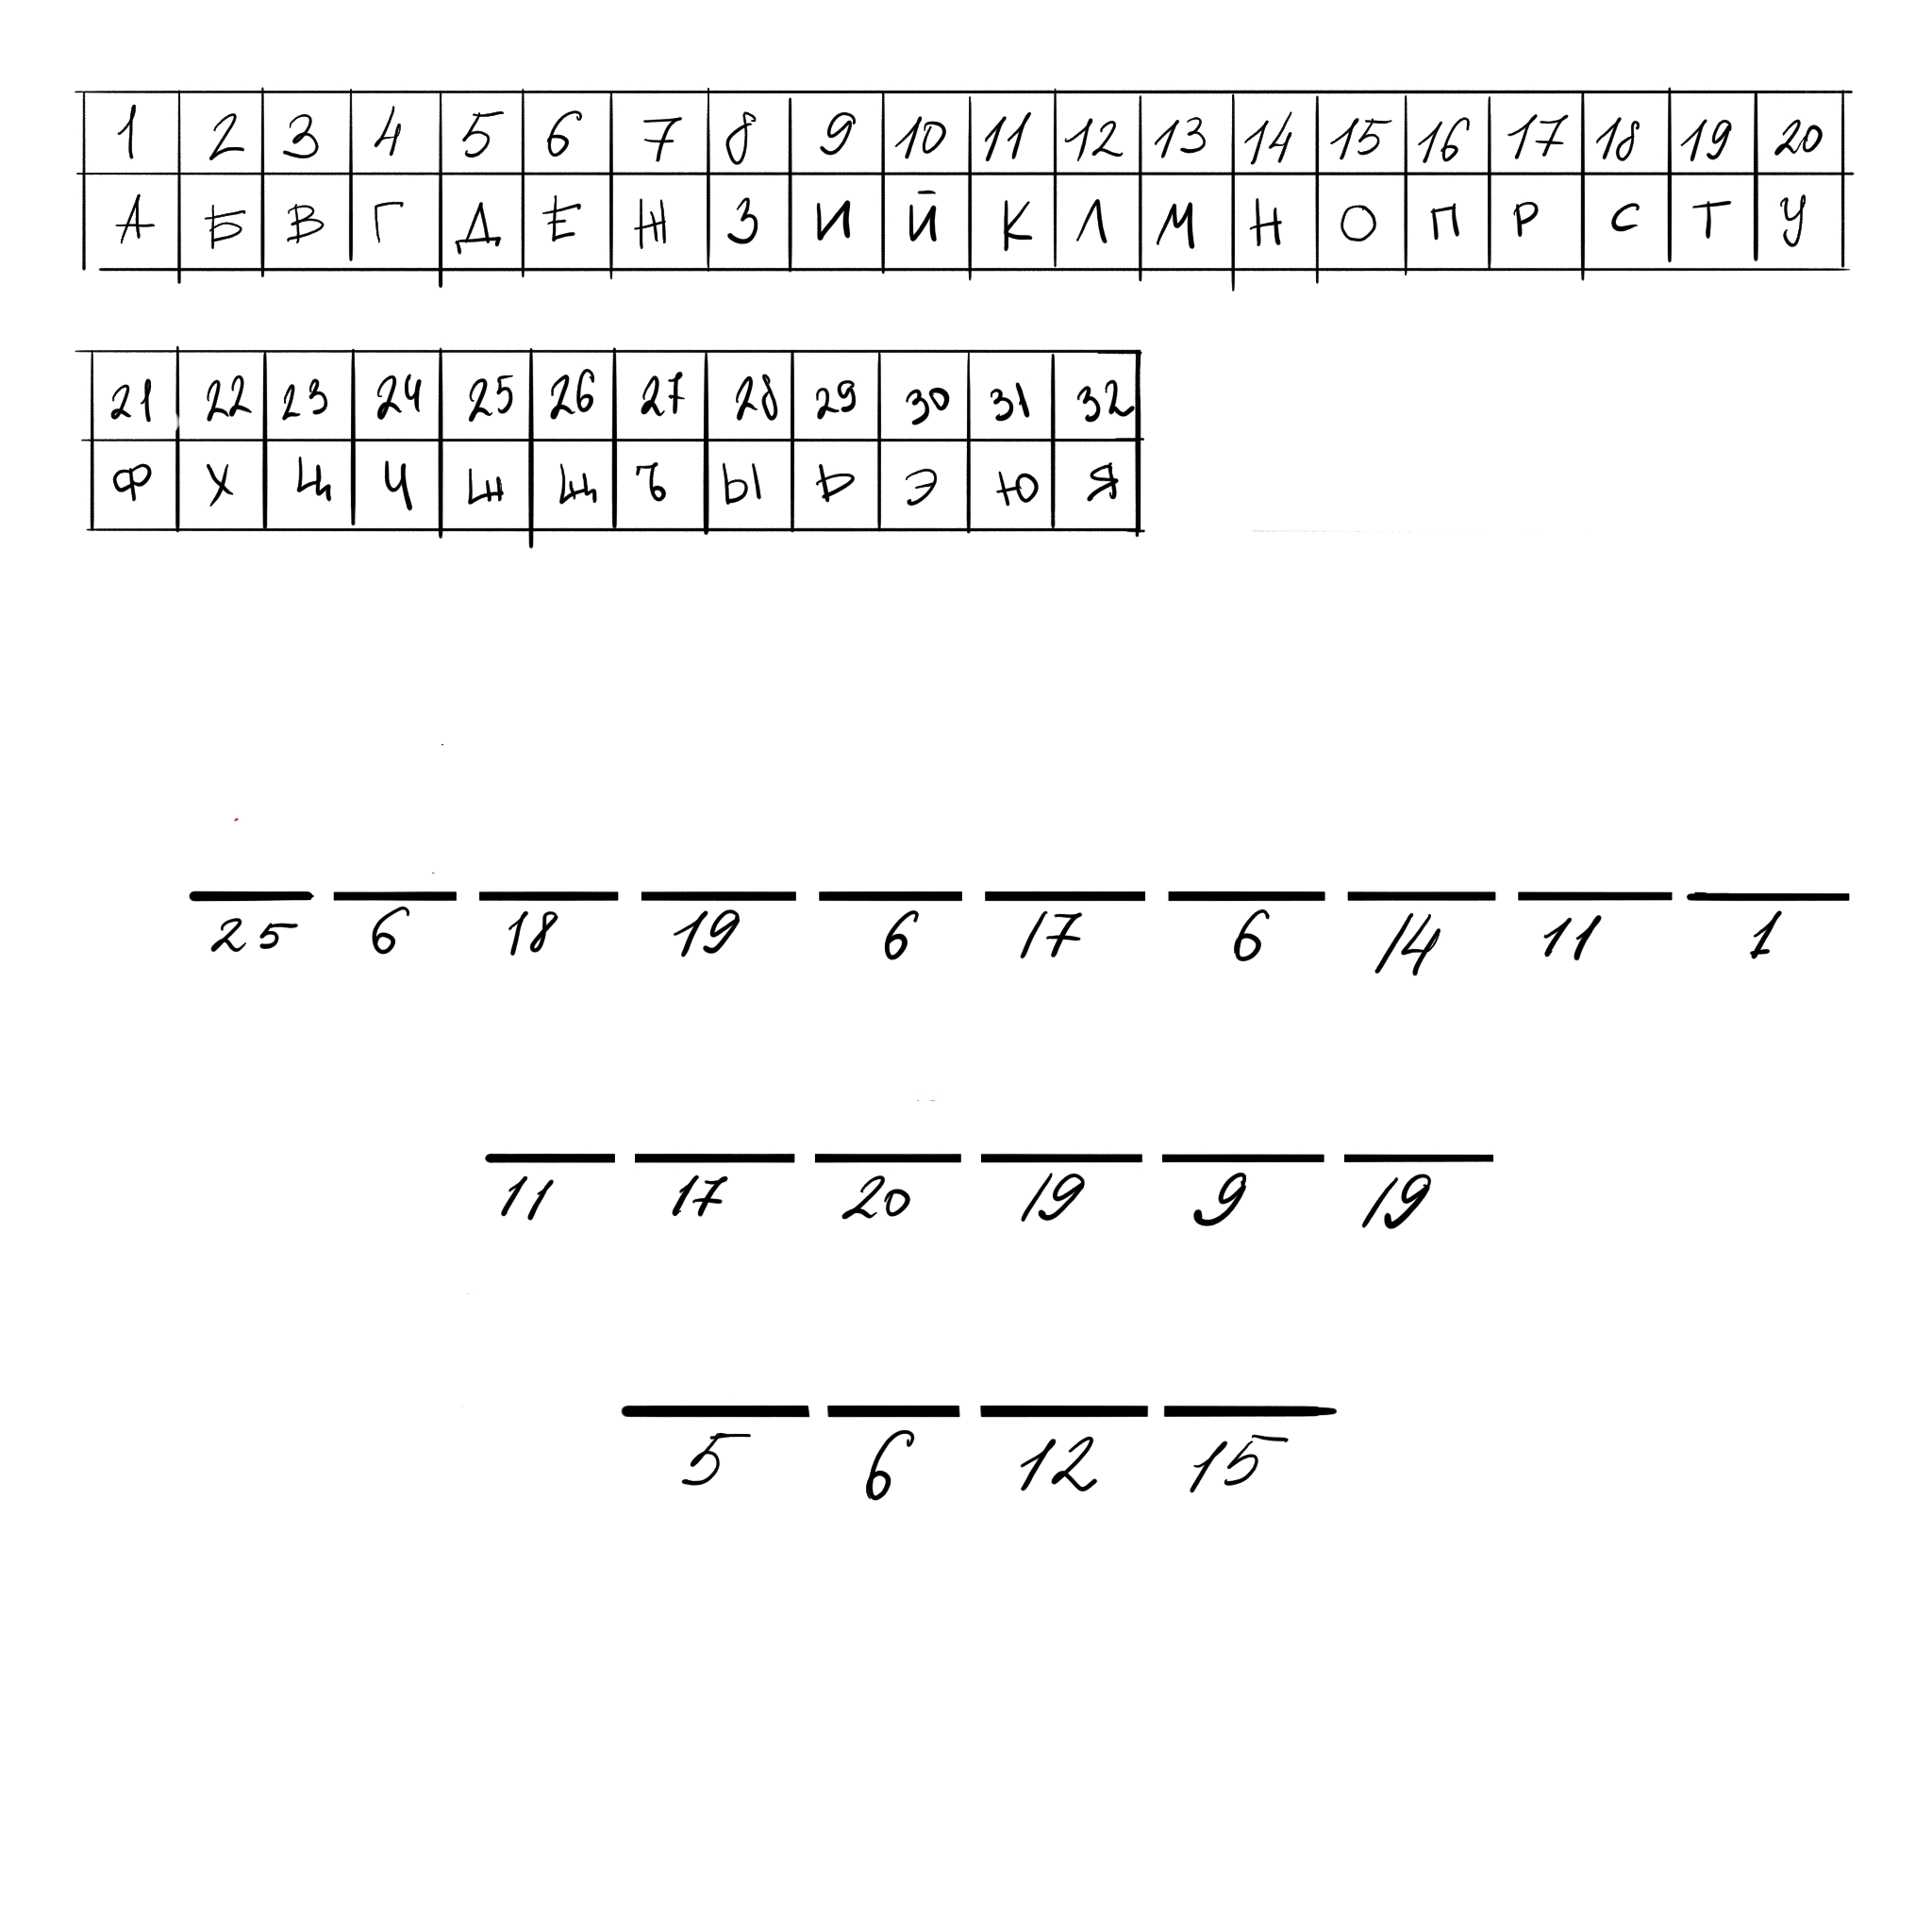 1 2 3 4 5 6 7 8 9 10 11 12 13 14 15 16 17 18 19 20
А Б В Г Д Е Ж З И Й К Л М Н О П Р С Т У
21 22 23 24 25 26 27 28 29 30 31 32
Ф Х Ц Ч Ш Щ Ъ Ы Ь Э Ю Я
25 6 18 19 6 17 6 14 11 1
11 17 20 19 9 19
5 6 12 15